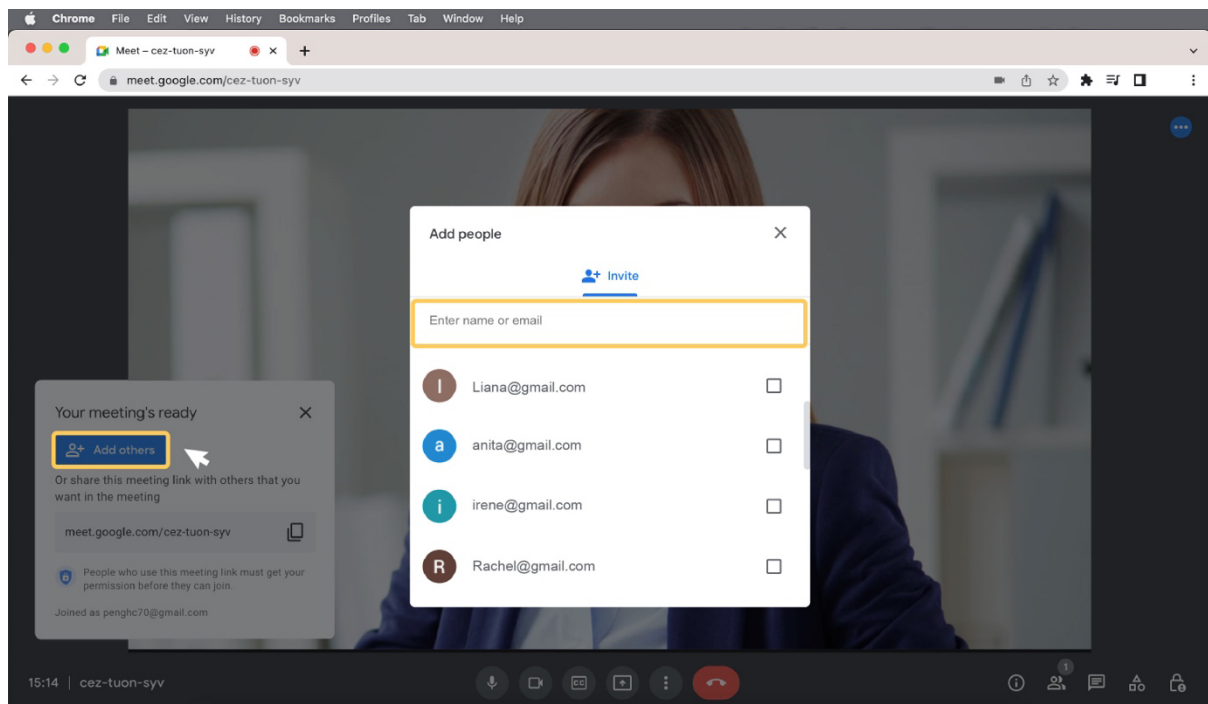 Chrome File Edit View History Bookmarks Profiles Tab Window Help
Meet – cez-tuon-syv
meet.google.com/cez-tuon-syv
Add people
Invite
Enter name or email
l Liana@gmail.com
a anita@gmail.com
i irene@gmail.com
R Rachel@gmail.com
Your meeting's ready
Add others
Or share this meeting link with others that you
want in the meeting
meet.google.com/cez-tuon-syv
People who use this meeting link must get your
permission before they can join.
Joined as penghc70@gmail.com
15:14 | cez-tuon-syv
CC
1